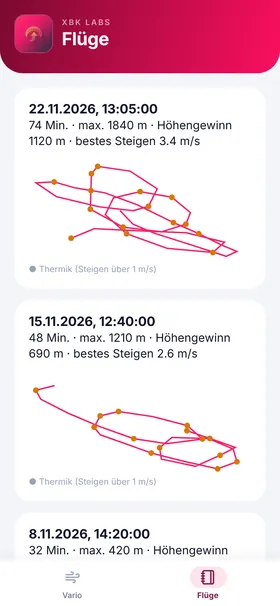 XBK LABS
Flüge
22.11.2026, 13:05:00
74 Min. · max. 1840 m · Höhengewinn
1120 m · bestes Steigen 3.4 m/s
Thermik (Steigen über 1 m/s)
15.11.2026, 12:40:00
48 Min. · max. 1210 m · Höhengewinn
690 m · bestes Steigen 2.6 m/s
Thermik (Steigen über 1 m/s)
8.11.2026, 14:20:00
32 Min. · max. 420 m · Höhengewinn
Vario
Flüge